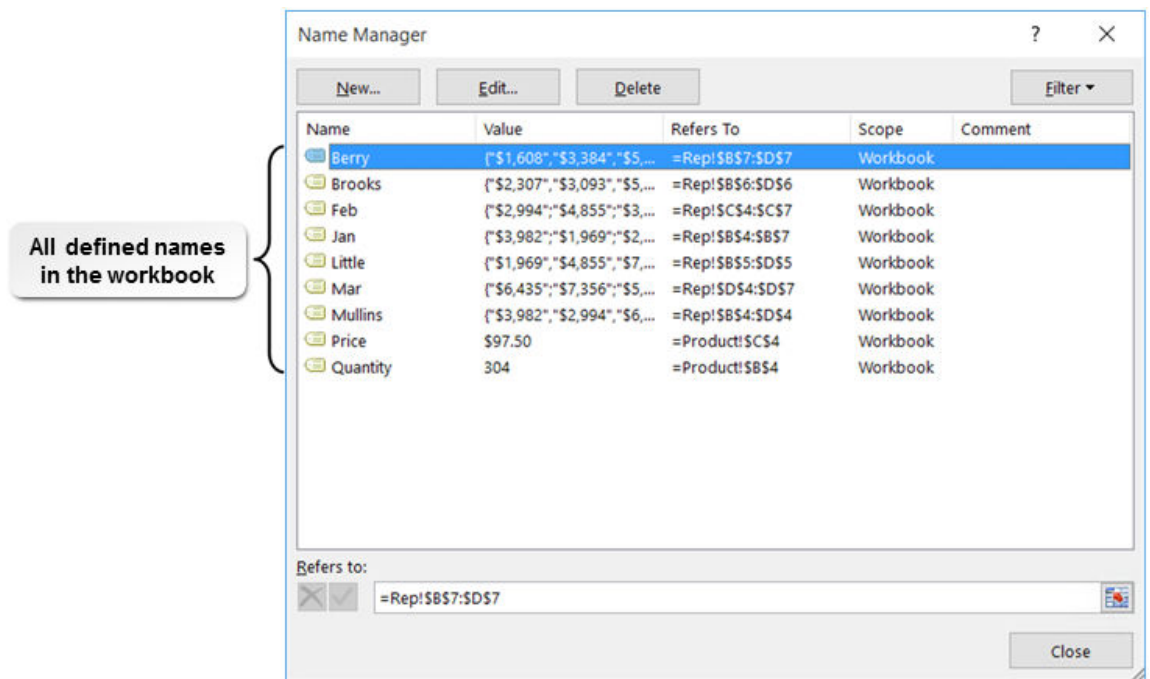 Name Manager
? ×
New... Edit... Delete Filter
Name Value Refers To Scope Comment
Berry {"$1,608","$3,384","$5,... =Rep!$B$7:$D$7 Workbook
Brooks {"$2,307","$3,093","$5,... =Rep!$B$6:$D$6 Workbook
Feb {"$2,994";"$4,855";"$3,... =Rep!$C$4:$C$7 Workbook
Jan {"$3,982";"$1,969";"$2,... =Rep!$B$4:$B$7 Workbook
Little {"$1,969","$4,855","$7,... =Rep!$B$5:$D$5 Workbook
Mar {"$6,435";"$7,356";"$5,... =Rep!$D$4:$D$7 Workbook
Mullins {"$3,982","$2,994","$6,... =Rep!$B$4:$D$4 Workbook
Price $97.50 =Product!$C$4 Workbook
Quantity 304 =Product!$B$4 Workbook
All defined names
in the workbook
Refers to:
=Rep!$B$7:$D$7
Close